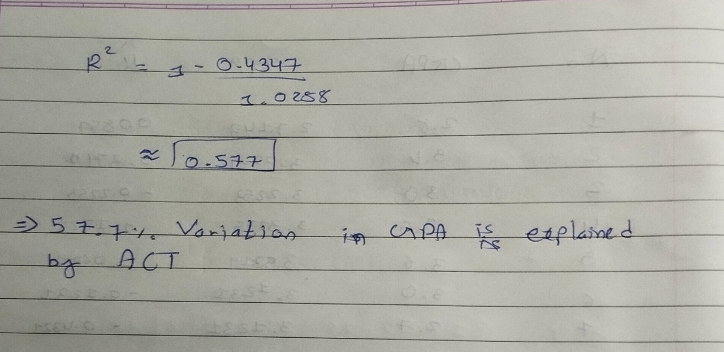 R² = 1 - 0.4347
1.0258
≈ 0.577
⇒ 57.7%. Variation in GPA is explained
by ACT